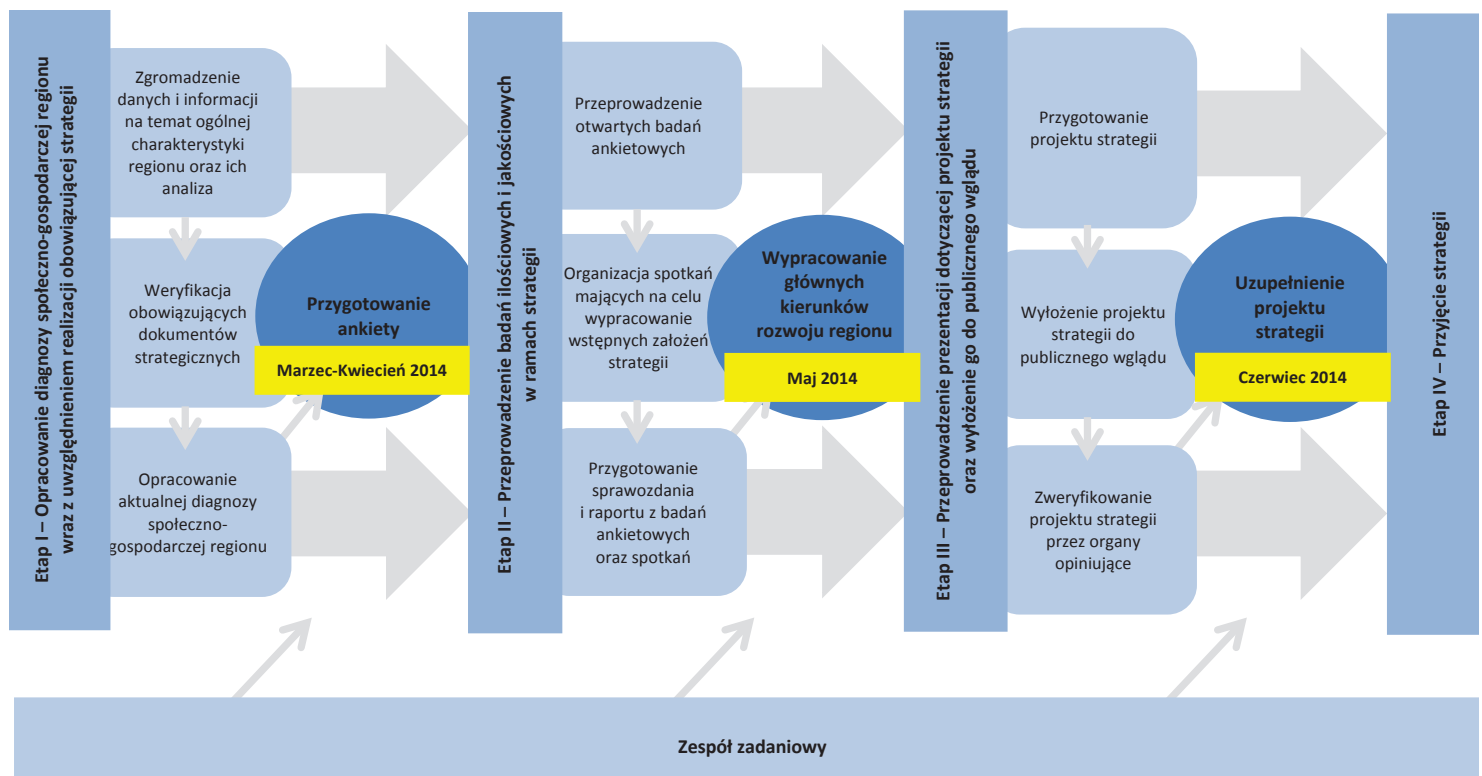 Etap I – Opracowanie diagnozy społeczno-gospodarczej regionu
wraz z uwzględnieniem realizacji obowiązującej strategii
Zgromadzenie
danych i informacji
na temat ogólnej
charakterystyki
regionu oraz ich
analiza
Weryfikacja
obowiązujących
dokumentów
strategicznych
Opracowanie
aktualnej diagnozy
społeczno-
gospodarczej regionu
Przygotowanie
ankiety
Marzec-Kwiecień 2014
Etap II – Przeprowadzenie badań ilościowych i jakościowych
w ramach strategii
Przeprowadzenie
otwartych badań
ankietowych
Organizacja spotkań
mających na celu
wypracowanie
wstępnych założeń
strategii
Przygotowanie
sprawozdania
i raportu z badań
ankietowych
oraz spotkań
Wypracowanie
głównych
kierunków
rozwoju regionu
Maj 2014
Etap III – Przeprowadzenie prezentacji dotyczącej projektu strategii
oraz wyłożenie go do publicznego wglądu
Przygotowanie
projektu strategii
Wyłożenie projektu
strategii do
publicznego wglądu
Zweryfikowanie
projektu strategii
przez organy
opiniujące
Uzupełnienie
projektu
strategii
Czerwiec 2014
Etap IV – Przyjęcie strategii
Zespół zadaniowy